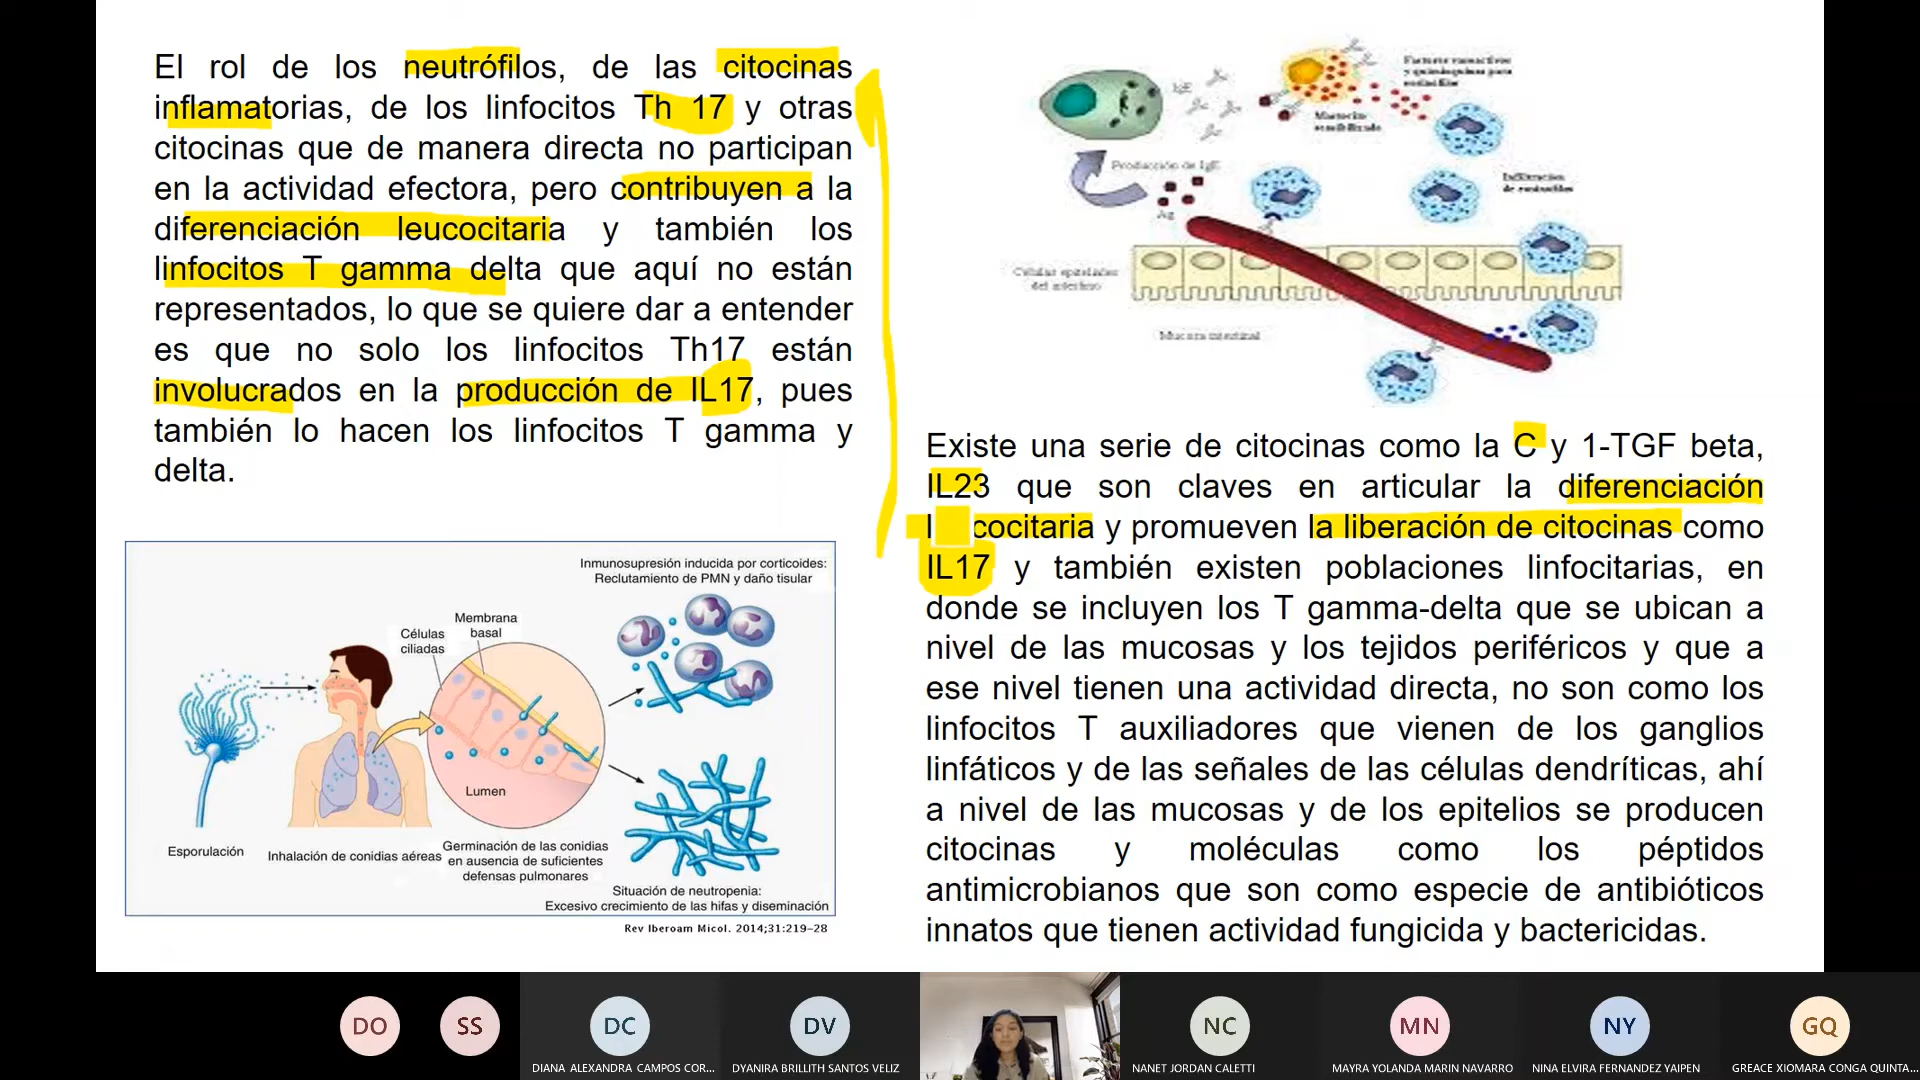 El rol de los neutrófilos, de las citocinas
inflamatorias, de los linfocitos Th 17 y otras
citocinas que de manera directa no participan
en la actividad efectora, pero contribuyen a la
diferenciación leucocitaria y también los
linfocitos T gamma delta que aquí no están
representados, lo que se quiere dar a entender
es que no solo los linfocitos Th17 están
involucrados en la producción de IL17, pues
también lo hacen los linfocitos T gamma y
delta.
IgE
Mastocito
sensibilizado
Producción de IgE
Ag
Infiltración
Células epiteliales
del intestino
Mucosa intestinal
Existe una serie de citocinas como la C y 1-TGF beta,
IL23 que son claves en articular la diferenciación
l cocitaria y promueven la liberación de citocinas como
IL17 y también existen poblaciones linfocitarias, en
donde se incluyen los T gamma-delta que se ubican a
nivel de las mucosas y los tejidos periféricos y que a
ese nivel tienen una actividad directa, no son como los
linfocitos T auxiliadores que vienen de los ganglios
linfáticos y de las señales de las células dendríticas, ahí
a nivel de las mucosas y de los epitelios se producen
citocinas y moléculas como los péptidos
antimicrobianos que son como especie de antibióticos
innatos que tienen actividad fungicida y bactericidas.
Inmunosupresión inducida por corticoides:
Reclutamiento de PMN y daño tisular
Membrana
basal
Células
ciliadas
Lumen
Esporulación
Inhalación de conidias aéreas
Germinación de las conidias
en ausencia de suficientes
defensas pulmonares
Situación de neutropenia:
Excesivo crecimiento de las hifas y diseminación
Rev Iberoam Micol. 2014;31:219–28
DO
SS
DC
DV
NC
MN
NY
GQ
DIANA ALEXANDRA CAMPOS COR...
DYANIRA BRILLITH SANTOS VELIZ
NANET JORDAN CALETTI
MAYRA YOLANDA MARIN NAVARRO
NINA ELVIRA FERNANDEZ YAIPEN
GREACE XIOMARA CONGA QUINTA...